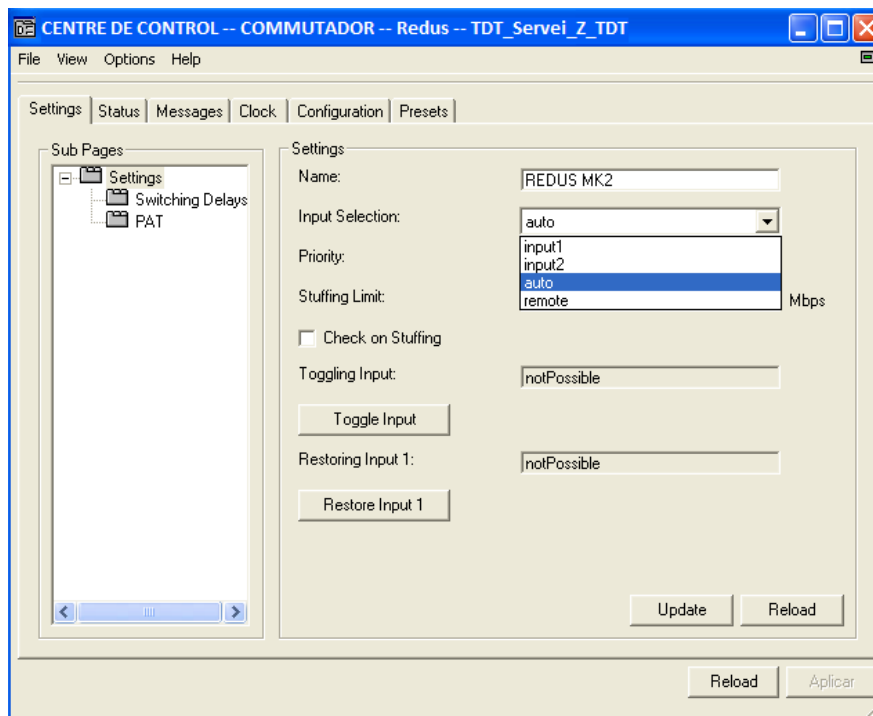 CENTRE DE CONTROL -- COMMUTADOR -- Redus -- TDT_Servei_Z_TDT
File View Options Help
Settings Status Messages Clock Configuration Presets
Sub Pages
Settings
Switching Delays
PAT
Settings
Name: REDUS MK2
Input Selection: auto
input1
input2
auto
remote
Priority:
Stuffing Limit: Mbps
Check on Stuffing
Toggling Input: notPossible
Toggle Input
Restoring Input 1: notPossible
Restore Input 1
Update Reload
Reload Aplicar